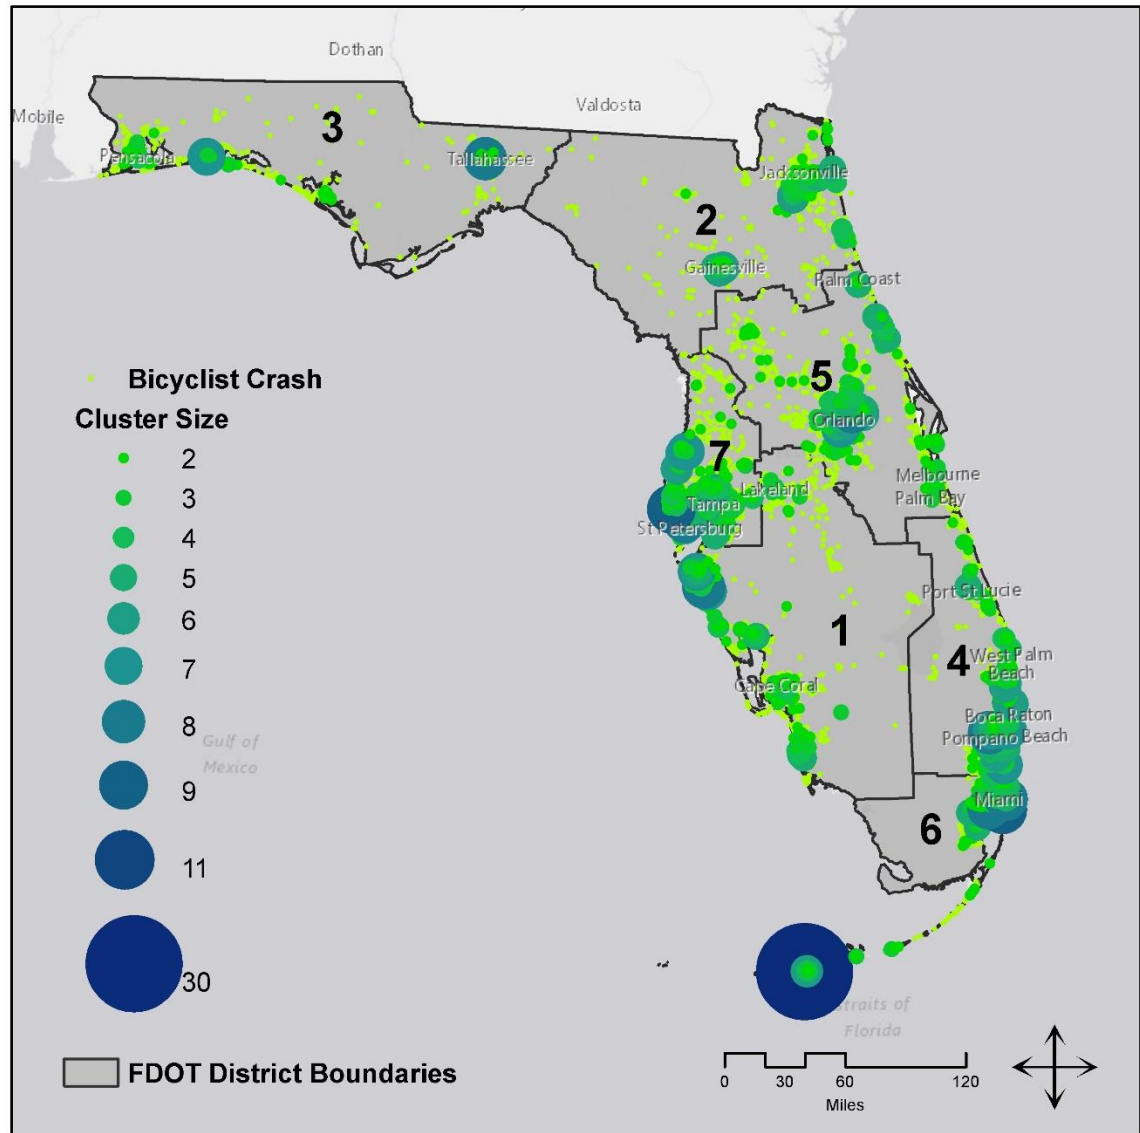 Dothan
Mobile
Valdosta
3
Pensacola
Tallahassee
Jacksonville
2
Gainesville
Palm Coast
Bicyclist Crash
Cluster Size
2
3
4
5
6
7
8
9
11
30
5
Orlando
7
Lakeland
Tampa
St Petersburg
Melbourne
Palm Bay
Port St Lucie
1
4
West Palm
Beach
Cape Coral
Boca Raton
Pompano Beach
Gulf of
Mexico
Miami
6
Straits of
Florida
FDOT District Boundaries
0 30 60 120
Miles